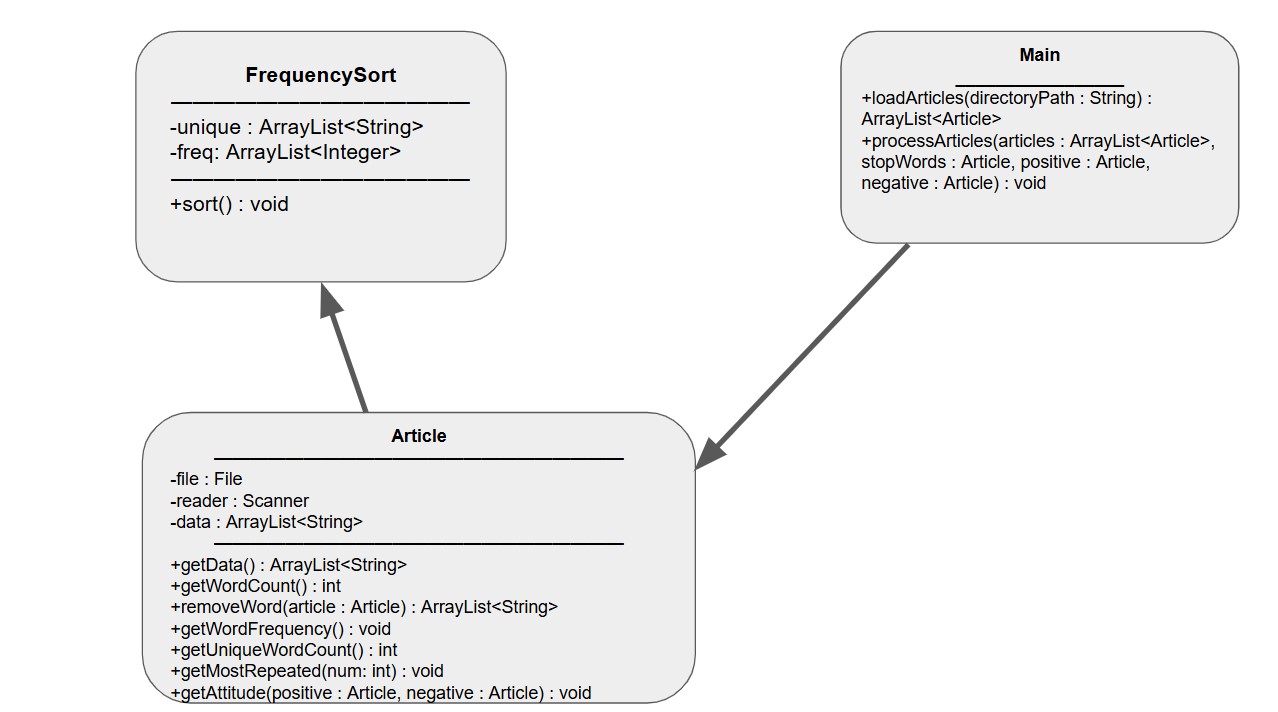 FrequencySort
-unique : ArrayList<String>
-freq: ArrayList<Integer>
+sort() : void
Main
+loadArticles(directoryPath : String) :
ArrayList<Article>
+processArticles(articles : ArrayList<Article>,
stopWords : Article, positive : Article,
negative : Article) : void
Article
-file : File
-reader : Scanner
-data : ArrayList<String>
+getData() : ArrayList<String>
+getWordCount() : int
+removeWord(article : Article) : ArrayList<String>
+getWordFrequency() : void
+getUniqueWordCount() : int
+getMostRepeated(num: int) : void
+getAttitude(positive : Article, negative : Article) : void